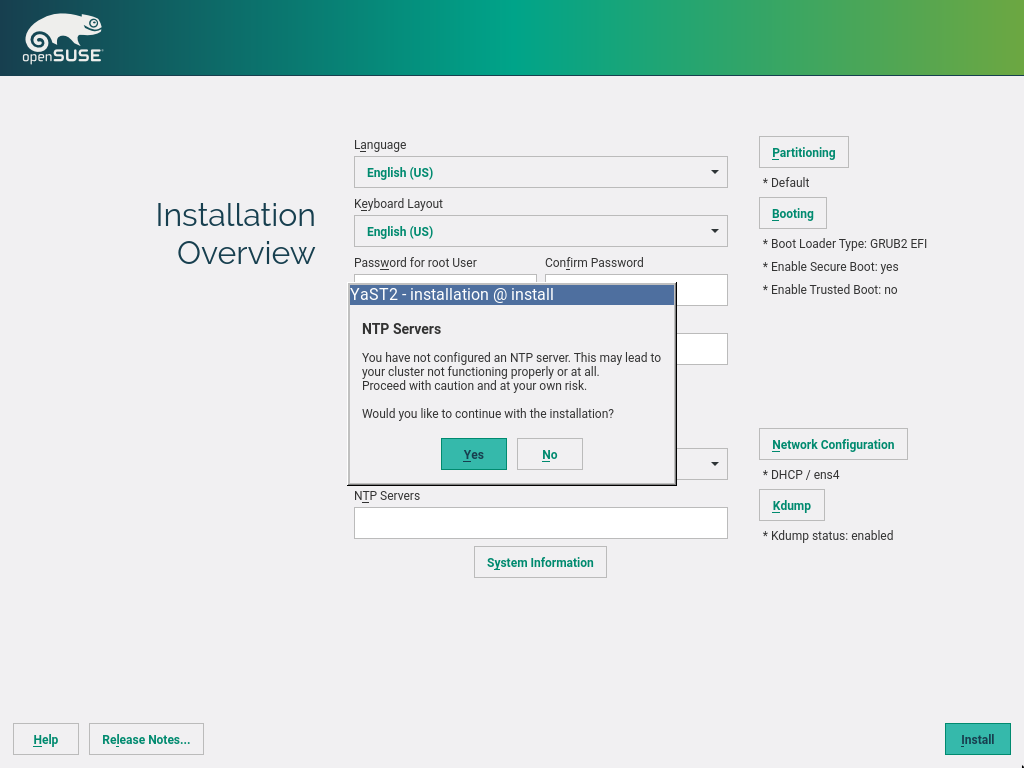 openSUSE
Installation
Overview
Language
English (US)
Keyboard Layout
English (US)
Password for root User
Confirm Password
YaST2 - installation @ install
NTP Servers
You have not configured an NTP server. This may lead to
your cluster not functioning properly or at all.
Proceed with caution and at your own risk.
Would you like to continue with the installation?
Yes
No
NTP Servers
System Information
Partitioning
* Default
Booting
* Boot Loader Type: GRUB2 EFI
* Enable Secure Boot: yes
* Enable Trusted Boot: no
Network Configuration
* DHCP / ens4
Kdump
* Kdump status: enabled
Help
Release Notes...
Install